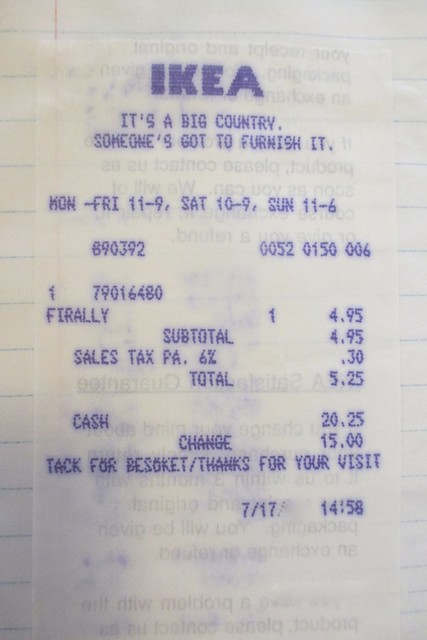 IKEA
IT'S A BIG COUNTRY.
SOMEONE'S GOT TO FURNISH IT.
MON -FRI 11-9, SAT 10-9, SUN 11-6
890392 0052 0150 006
1 79016480
FIRALLY 1 4.95
SUBTOTAL 4.95
SALES TAX PA. 6% .30
TOTAL 5.25
CASH 20.25
CHANGE 15.00
TACK FOR BESOKET/THANKS FOR YOUR VISIT
7/17 14:58